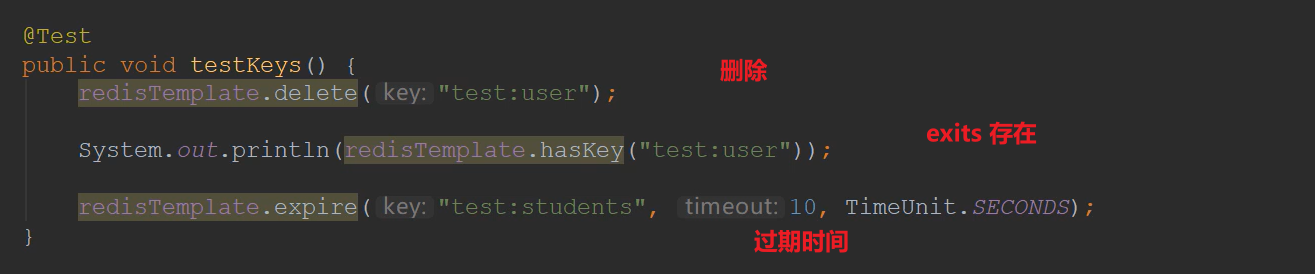 @Test
public void testKeys() {
删除
redisTemplate.delete( key: "test:user");
exits 存在
System.out.println(redisTemplate.hasKey("test:user"));
redisTemplate.expire( key: "test:students", timeout: 10, TimeUnit.SECONDS);
}
过期时间